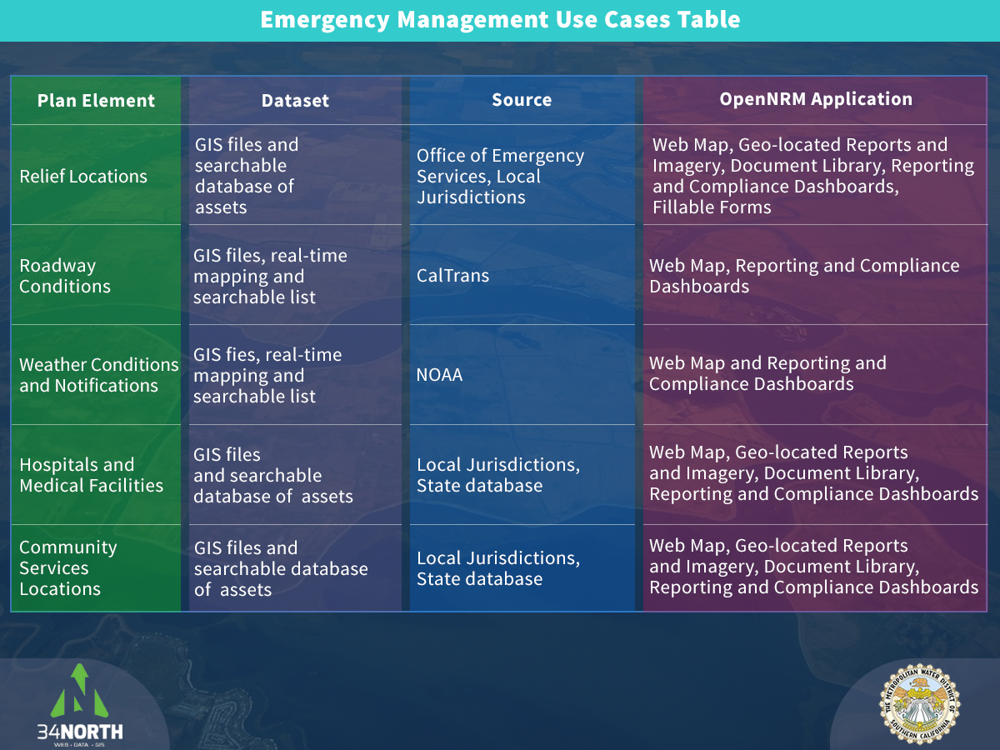 Emergency Management Use Cases Table
Plan Element
Dataset
Source
OpenNRM Application
Relief Locations
GIS files and
searchable
database of
assets
Office of Emergency
Services, Local
Jurisdictions
Web Map, Geo-located Reports and
Imagery, Document Library, Reporting
and Compliance Dashboards,
Fillable Forms
Roadway
Conditions
GIS files, real-time
mapping and
searchable list
CalTrans
Web Map, Reporting and Compliance
Dashboards
Weather Conditions
and Notifications
GIS fies, real-time
mapping and
searchable list
NOAA
Web Map and Reporting and
Compliance Dashboards
Hospitals and
Medical Facilities
GIS files
and searchable
database of  assets
Local Jurisdictions,
State database
Web Map, Geo-located Reports
and Imagery, Document Library,
Reporting and Compliance Dashboards
Community
Services
Locations
GIS files and
searchable database
of  assets
Local Jurisdictions,
State database
Web Map, Geo-located Reports
and Imagery, Document Library,
Reporting and Compliance Dashboards
34NORTH
WEB • DATA • GIS
THE METROPOLITAN WATER DISTRICT OF
SOUTHERN CALIFORNIA